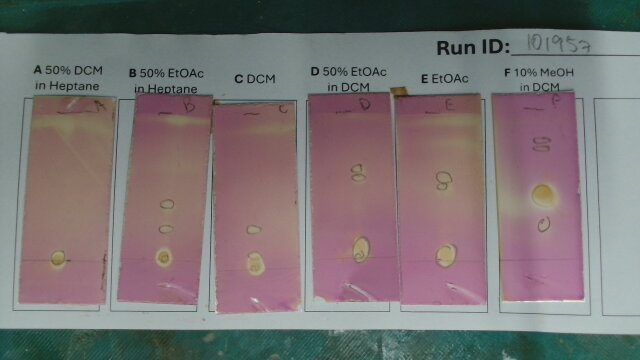 Run ID: 101957
A 50% DCM
in Heptane
B 50% EtOAc
in Heptane
C DCM
D 50% EtOAc
in DCM
E EtOAc
F 10% MeOH
in DCM
A
B
C
D
E
F